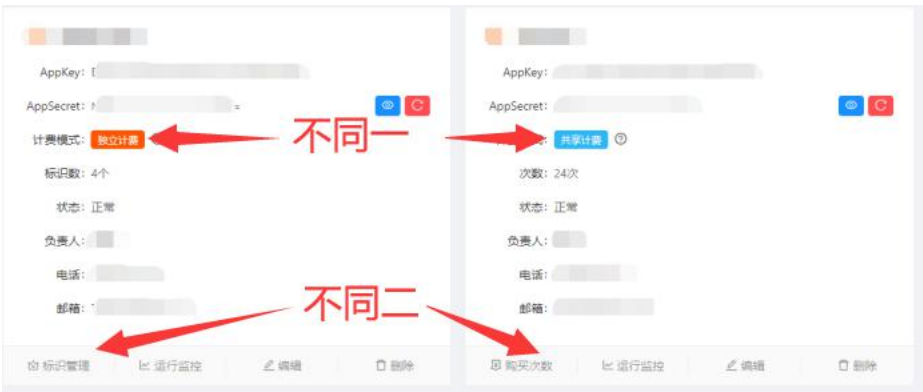 AppKey:
AppSecret:
计费模式: 独立计费
标识数: 4个
状态: 正常
负责人:
电话:
邮箱:
标识管理
运行监控
编辑
删除
不同一
不同二
AppKey:
AppSecret:
共享计费
次数: 24次
状态: 正常
负责人:
电话:
邮箱:
购买次数
运行监控
编辑
删除